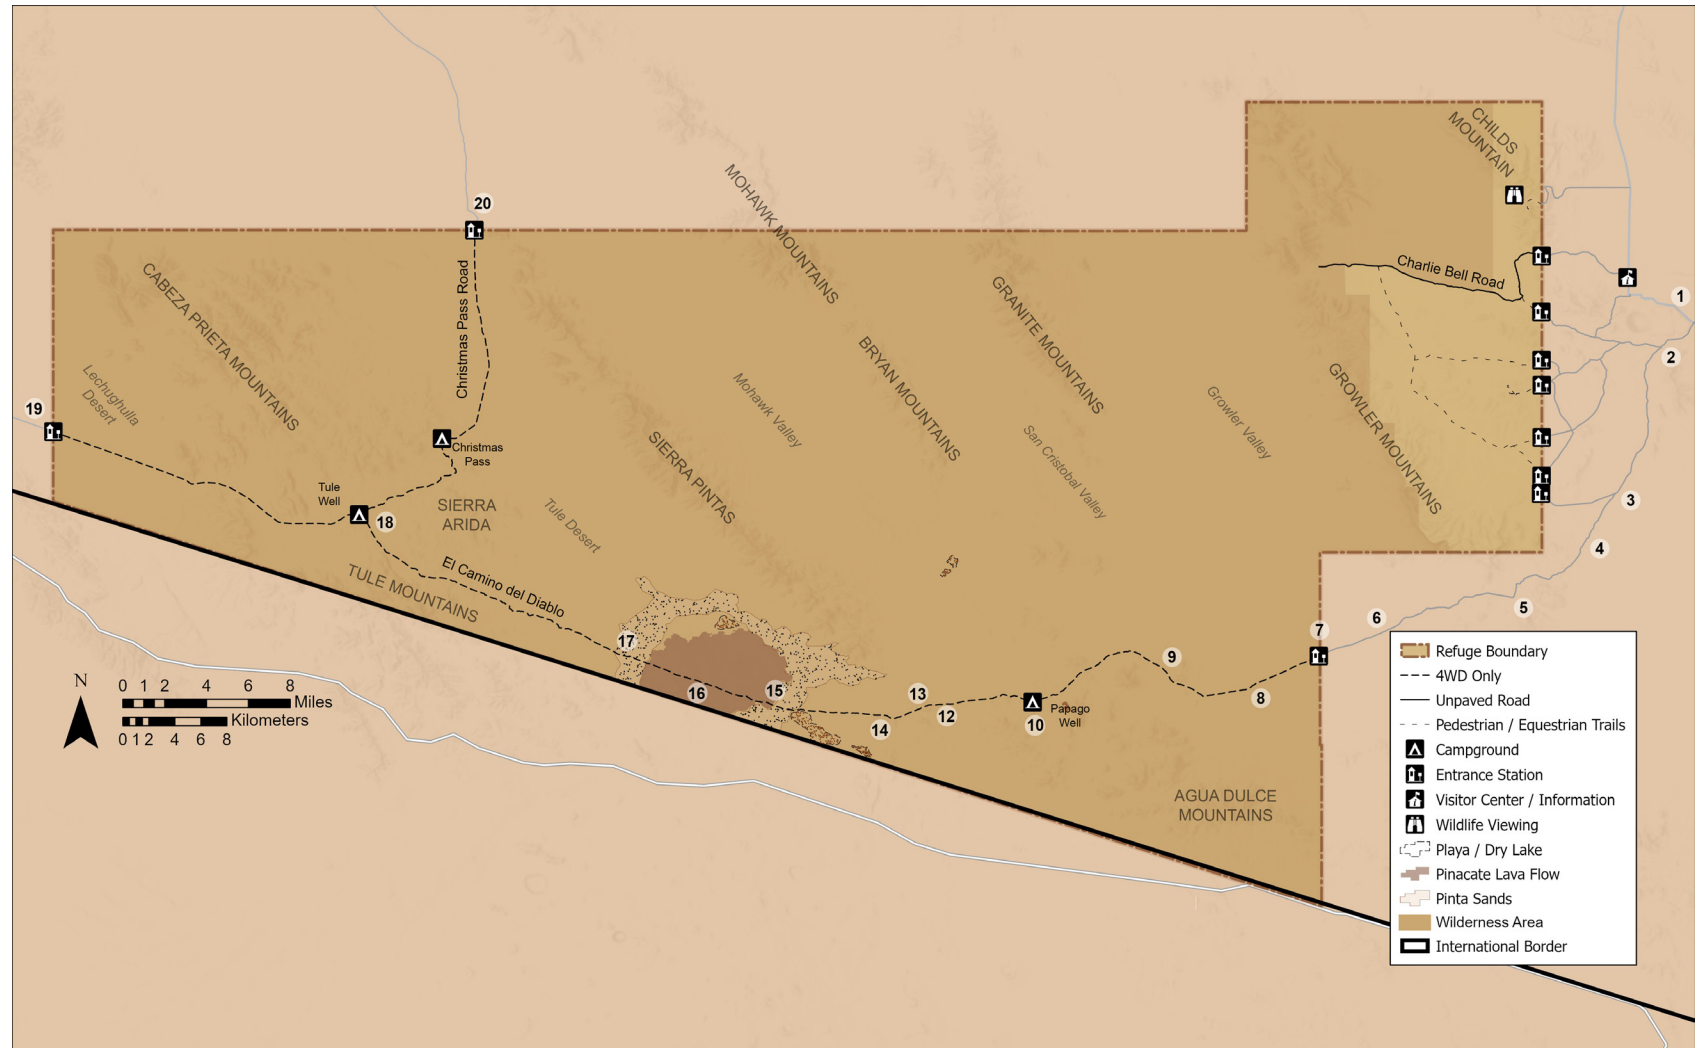 CHILDS
MOUNTAIN
MOHAWK MOUNTAINS
20
Charlie Bell Road
Christmas Pass Road
CABEZA PRIETA MOUNTAINS
GRANITE MOUNTAINS
1
BRYAN MOUNTAINS
2
GROWLER MOUNTAINS
Lechughulla
Desert
Mohawk Valley
Growler Valley
19
SIERRA PINTAS
San Cristobal Valley
Christmas
Pass
Tule
Well
18
SIERRA
ARIDA
Tule Desert
3
4
El Camino del Diablo
TULE MOUNTAINS
5
6
7
17
9
16
15
13
12
14
10
Papago
Well
8
AGUA DULCE
MOUNTAINS
N
0 1 2 4 6 8
Miles
Kilometers
0 1 2 4 6 8
Refuge Boundary
4WD Only
Unpaved Road
Pedestrian / Equestrian Trails
Campground
Entrance Station
Visitor Center / Information
Wildlife Viewing
Playa / Dry Lake
Pinacate Lava Flow
Pinta Sands
Wilderness Area
International Border